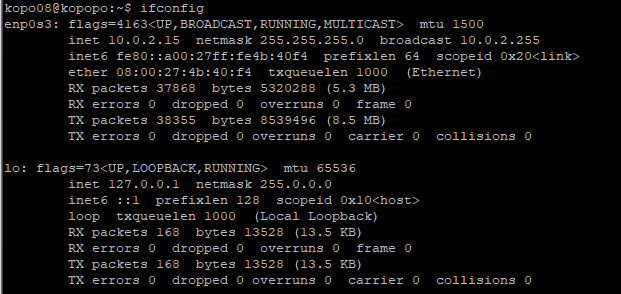 kopo08@kopopo:~$ ifconfig
enp0s3: flags=4163<UP,BROADCAST,RUNNING,MULTICAST>  mtu 1500
        inet 10.0.2.15  netmask 255.255.255.0  broadcast 10.0.2.255
        inet6 fe80::a00:27ff:fe4b:40f4  prefixlen 64  scopeid 0x20<link>
        ether 08:00:27:4b:40:f4  txqueuelen 1000  (Ethernet)
        RX packets 37868  bytes 5320288 (5.3 MB)
        RX errors 0  dropped 0  overruns 0  frame 0
        TX packets 38355  bytes 8539496 (8.5 MB)
        TX errors 0  dropped 0 overruns 0  carrier 0  collisions 0

lo: flags=73<UP,LOOPBACK,RUNNING>  mtu 65536
        inet 127.0.0.1  netmask 255.0.0.0
        inet6 ::1  prefixlen 128  scopeid 0x10<host>
        loop  txqueuelen 1000  (Local Loopback)
        RX packets 168  bytes 13528 (13.5 KB)
        RX errors 0  dropped 0  overruns 0  frame 0
        TX packets 168  bytes 13528 (13.5 KB)
        TX errors 0  dropped 0 overruns 0  carrier 0  collisions 0